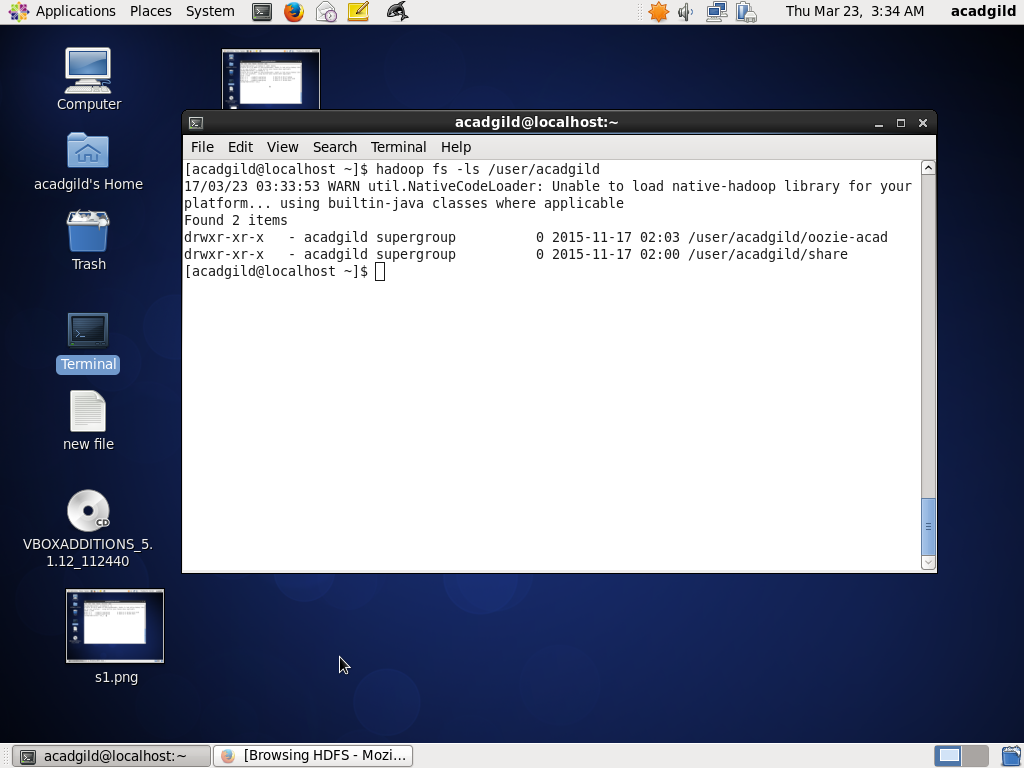 Applications Places System
Thu Mar 23, 3:34 AM acadgild
Computer
acadgild's Home
Trash
Terminal
new file
CD
VBOXADDITIONS_5.
1.12_112440
s1.png
acadgild@localhost:~
File Edit View Search Terminal Help
[acadgild@localhost ~]$ hadoop fs -ls /user/acadgild
17/03/23 03:33:53 WARN util.NativeCodeLoader: Unable to load native-hadoop library for your
platform... using builtin-java classes where applicable
Found 2 items
drwxr-xr-x   - acadgild supergroup          0 2015-11-17 02:03 /user/acadgild/oozie-acad
drwxr-xr-x   - acadgild supergroup          0 2015-11-17 02:00 /user/acadgild/share
[acadgild@localhost ~]$
acadgild@localhost:~
[Browsing HDFS - Mozi...